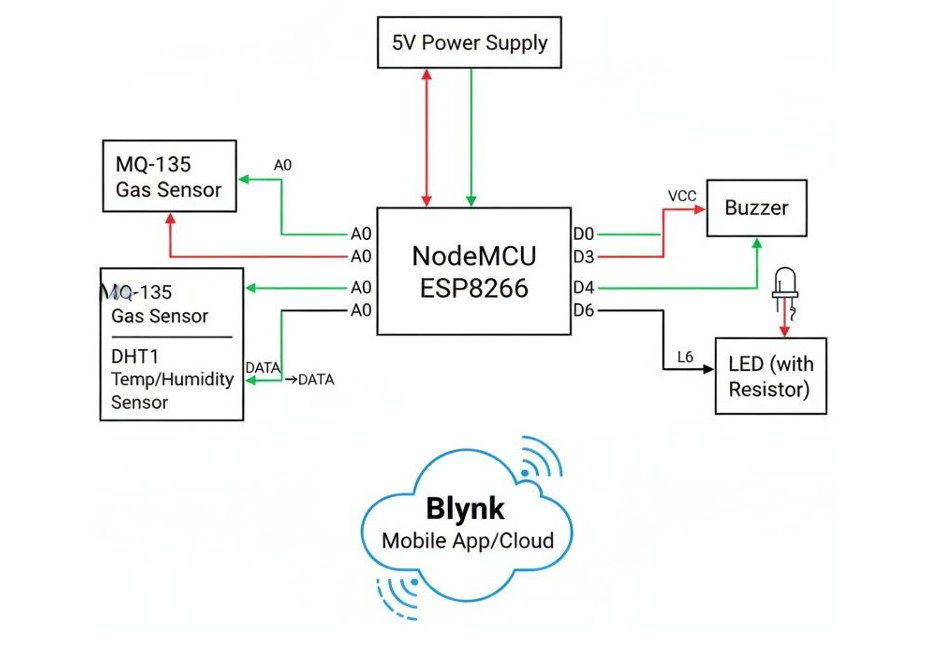 5V Power Supply
MQ-135
Gas Sensor
A0
VCC
Buzzer
A0
A0
A0
A0
NodeMCU
ESP8266
D0
D3
D4
D6
MQ-135
Gas Sensor
DHT1
Temp/Humidity
Sensor
DATA
→DATA
L6
LED (with
Resistor)
Blynk
Mobile App/Cloud